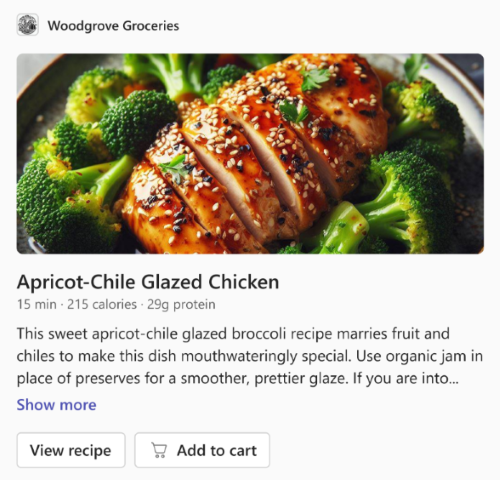 Woodgrove Groceries
Apricot-Chile Glazed Chicken
15 min · 215 calories · 29g protein
This sweet apricot-chile glazed broccoli recipe marries fruit and
chiles to make this dish mouthwateringly special. Use organic jam in
place of preserves for a smoother, prettier glaze. If you are into...
Show more
View recipe
Add to cart